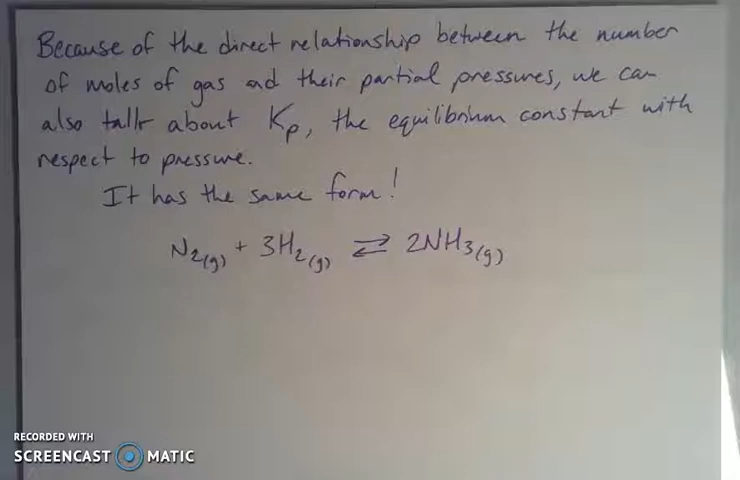 Because of the direct relationship between the number
of moles of gas and their partial pressures, we can
also talk about Kp, the equilibrium constant with
respect to pressure.
It has the same form!
N2(g) + 3H2(g) ⇌ 2NH3(g)
RECORDED WITH
SCREENCAST MATIC